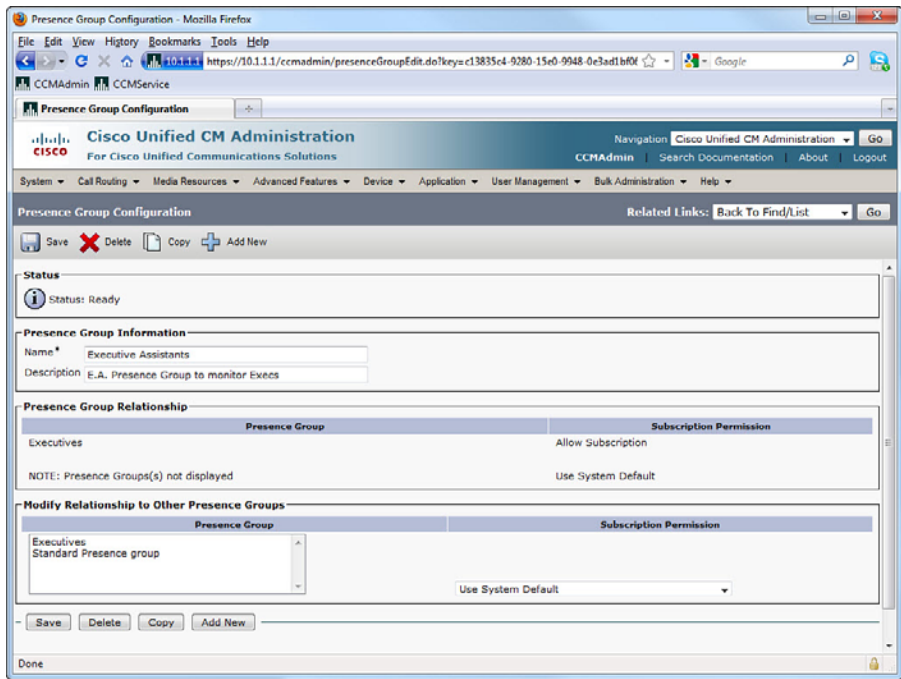 Presence Group Configuration - Mozilla Firefox
File Edit View History Bookmarks Tools Help
10.1.1.1 https://10.1.1.1/ccmadmin/presenceGroupEdit.do?key=c13835c4-9280-15e0-9948-0e3ad1bf06 Google
CCMAdmin CCMService
Presence Group Configuration
cisco
Cisco Unified CM Administration
For Cisco Unified Communications Solutions
Navigation Cisco Unified CM Administration Go
CCMAdmin | Search Documentation | About | Logout
System Call Routing Media Resources Advanced Features Device Application User Management Bulk Administration Help
Presence Group Configuration Related Links: Back To Find/List Go
Save Delete Copy Add New
Status
Status: Ready
Presence Group Information
Name* Executive Assistants
Description E.A. Presence Group to monitor Execs
Presence Group Relationship
Presence Group Subscription Permission
Executives Allow Subscription
NOTE: Presence Groups(s) not displayed Use System Default
Modify Relationship to Other Presence Groups
Presence Group Subscription Permission
Executives
Standard Presence group
Use System Default
Save Delete Copy Add New
Done